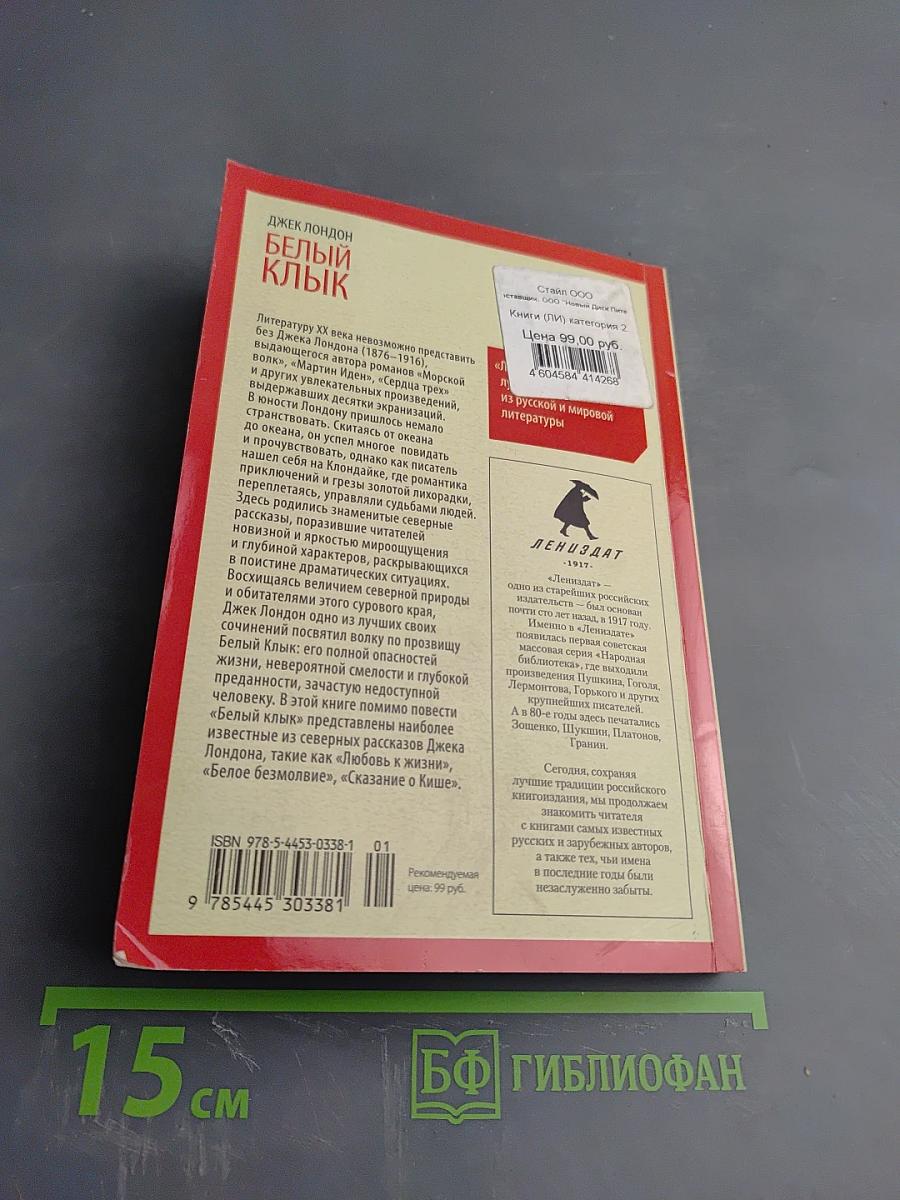 ДЖЕК ЛОНДОН
БЕЛЫЙ
КЛЫК
Литературу XX века невозможно представить
без Джека Лондона (1876–1916),
выдающегося автора романов «Морской
волк», «Мартин Иден», «Сердца трех»
и других увлекательных произведений,
выдержавших десятки экранизаций.
В юности Лондону пришлось немало
странствовать. Скитаясь от океана
до океана, он успел многое повидать
и прочувствовать, однако как писатель
нашел себя на Клондайке, где романтика
приключений и грезы золотой лихорадки,
переплетаясь, управляли судьбами людей.
Здесь родились знаменитые северные
рассказы, поразившие читателей
новизной и яркостью мироощущения
и глубиной характеров, раскрывающихся
в поистине драматических ситуациях.
Восхищаясь величием северной природы
и обитателями этого сурового края,
Джек Лондон одно из лучших своих
сочинений посвятил волку по прозвищу
Белый Клык: его полной опасностей
жизни, невероятной смелости и глубокой
преданности, зачастую недоступной
человеку. В этой книге помимо повести
«Белый клык» представлены наиболее
известные из северных рассказов Джека
Лондона, такие как «Любовь к жизни»,
«Белое безмолвие», «Сказание о Кише».
ISBN 978-5-4453-0338-1 01
9 785445 303381
Рекомендуемая
цена: 99 руб.
Стайл ООО
ООО "Новый Диск
Книги (ЛИ) категория 2
Цена 99,00 руб.
4 604584 414268
из русской и мировой
литературы
ЛЕНИЗДАТ
·1917·
«Лениздат» —
одно из старейших российских
издательств — был основан
почти сто лет назад, в 1917 году.
Именно в «Лениздате»
появилась первая советская
массовая серия «Народная
библиотека», где выходили
произведения Пушкина, Гоголя,
Лермонтова, Горького и других
крупнейших писателей.
А в 80-е годы здесь печатались
Зощенко, Шукшин, Платонов,
Гранин.
Сегодня, сохраняя
лучшие традиции российского
книгоиздания, мы продолжаем
знакомить читателя
с книгами самых известных
русских и зарубежных авторов,
а также тех, чьи имена
в последние годы были
незаслуженно забыты.
15 см
БФ ГИБЛИОФАН